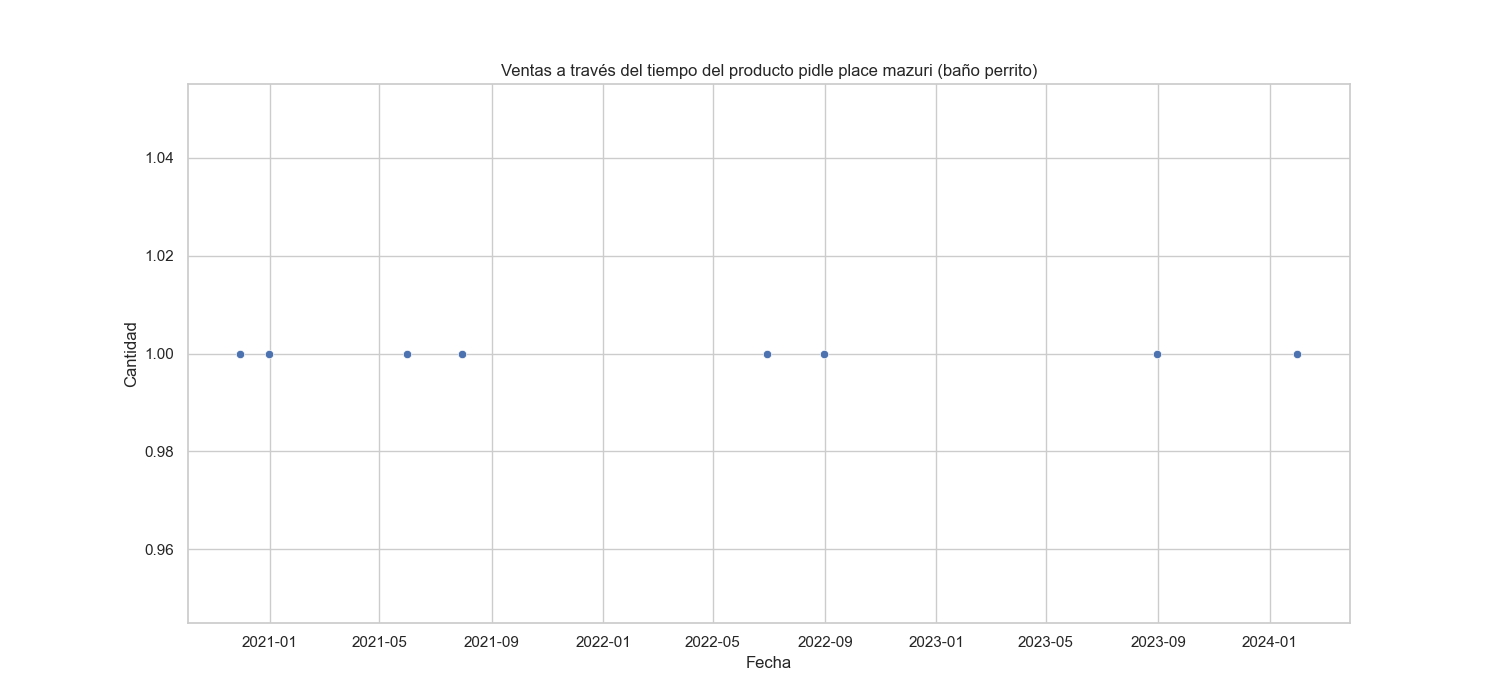 Ventas a través del tiempo del producto pidle place mazuri (baño perrito)
1.04
1.02
1.00
0.98
0.96
Cantidad
2021-01 2021-05 2021-09 2022-01 2022-05 2022-09 2023-01 2023-05 2023-09 2024-01
Fecha